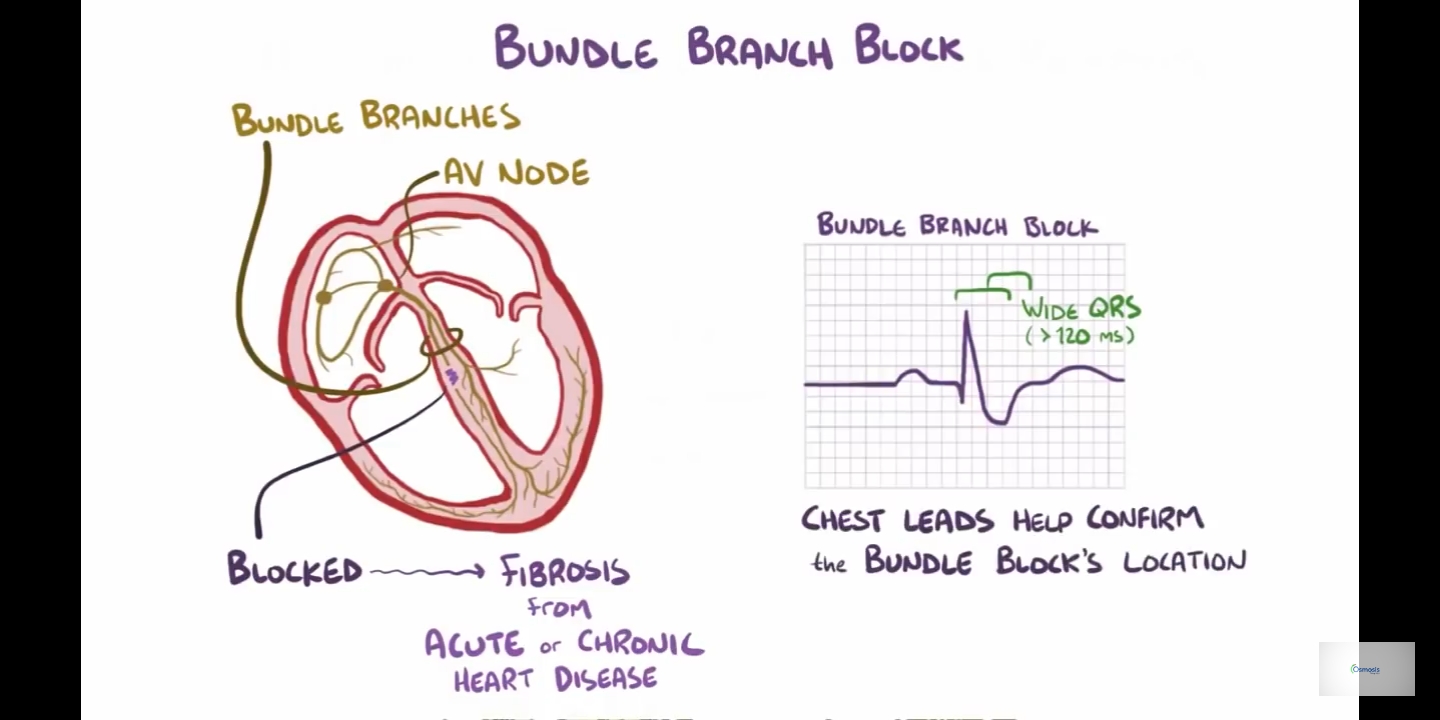 BUNDLE BRANCH BLOCK
BUNDLE BRANCHES
AV NODE
BUNDLE BRANCH BLOCK
WIDE QRS
(>120 ms)
CHEST LEADS HELP CONFIRM
the BUNDLE BLOCK'S LOCATION
BLOCKED
FIBROSIS
from
ACUTE or CHRONIC
HEART DISEASE
Osmosis